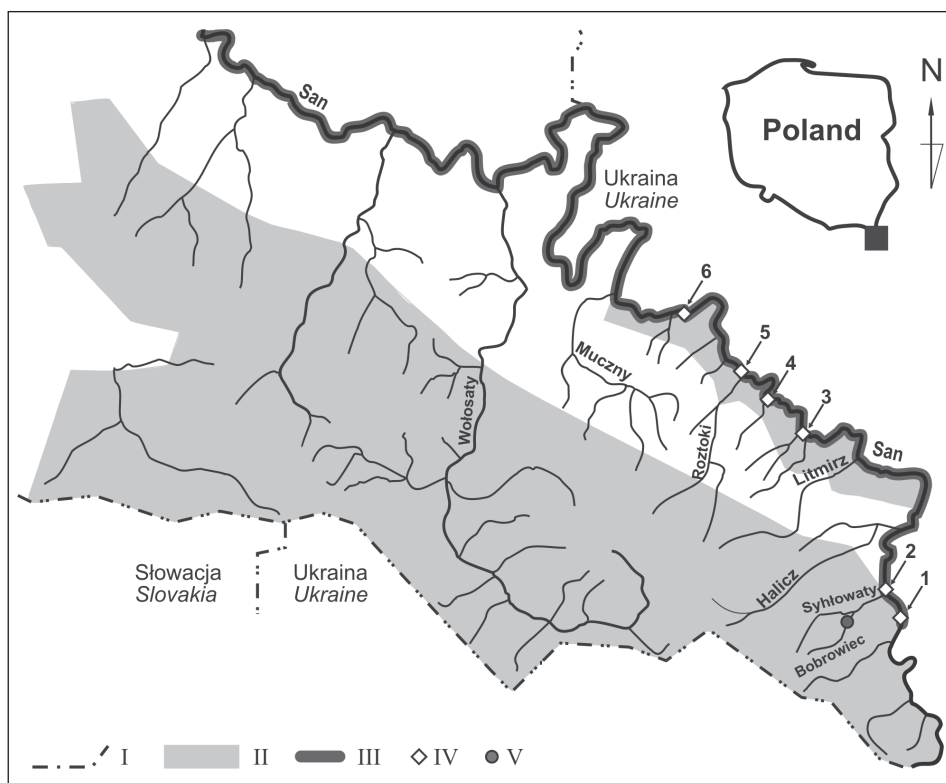 San
Poland
N
Ukraina
Ukraine
6
5
4
3
Muczny
Wołosaty
Roztoki
San
Litmirz
2
1
Słowacja
Slovakia
Ukraina
Ukraine
Halicz
Syhłowaty
Bobrowiec
I
II
III
IV
V